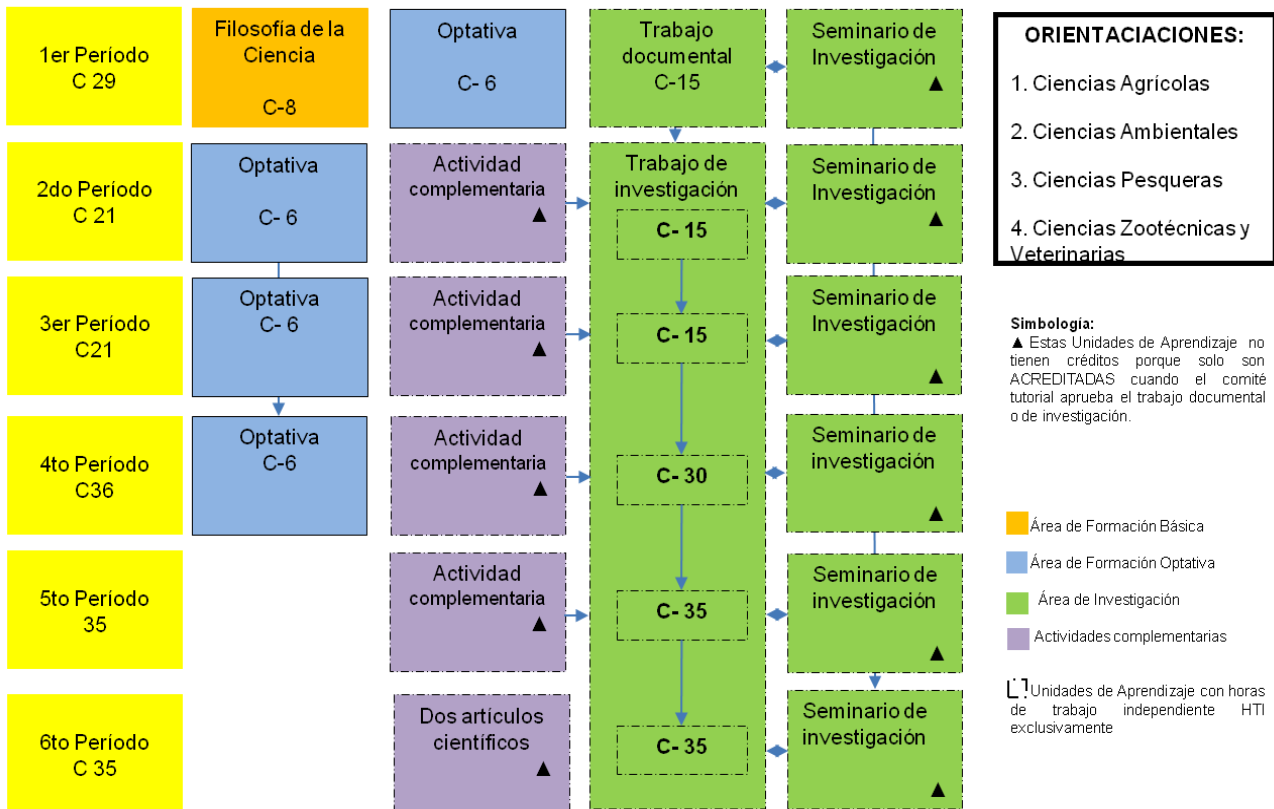 1er Período
C 29
Filosofía de la
Ciencia
C-8
Optativa
C- 6
Trabajo
documental
C-15
Seminario de
Investigación
▲
2do Período
C 21
Optativa
C- 6
Actividad
complementaria
▲
Trabajo de
investigación
C- 15
Seminario de
Investigación
▲
3er Período
C21
Optativa
C- 6
Actividad
complementaria
▲
C- 15
Seminario de
Investigación
▲
4to Período
C36
Optativa
C-6
Actividad
complementaria
▲
C- 30
Seminario de
investigación
▲
5to Período
35
Actividad
complementaria
▲
C- 35
Seminario de
investigación
▲
6to Período
C 35
Dos artículos
científicos
▲
C- 35
Seminario de
investigación
▲
ORIENTACIACIONES:
1. Ciencias Agrícolas
2. Ciencias Ambientales
3. Ciencias Pesqueras
4. Ciencias Zootécnicas y
Veterinarias
Simbología:
▲ Estas Unidades de Aprendizaje no
tienen créditos porque solo son
ACREDITADAS cuando el comité
tutorial aprueba el trabajo documental
o de investigación.
Área de Formación Básica
Área de Formación Optativa
Área de Investigación
Actividades complementarias
Unidades de Aprendizaje con horas
de trabajo independiente HTI
exclusivamente